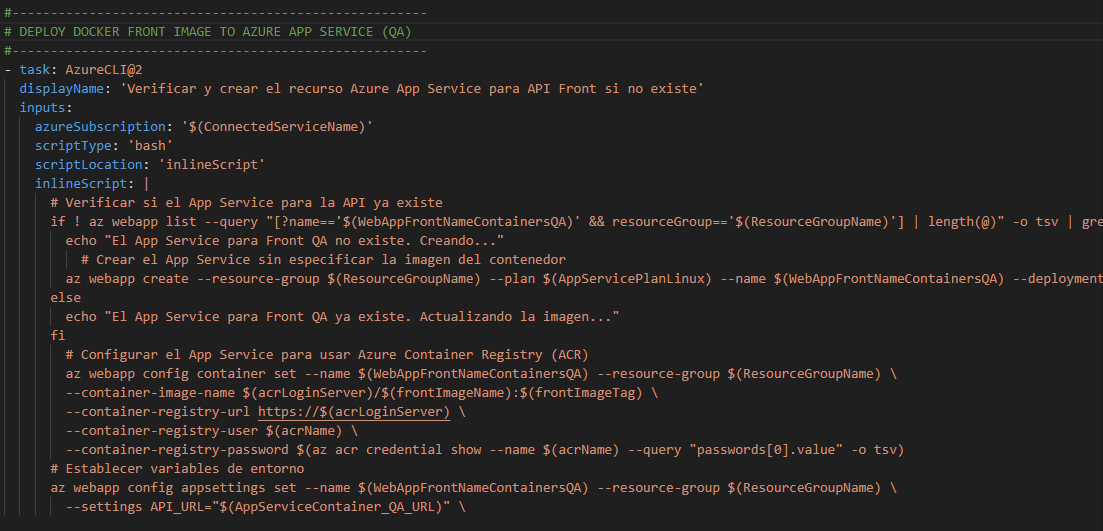 #------------------------------------------------------
# DEPLOY DOCKER FRONT IMAGE TO AZURE APP SERVICE (QA)
#------------------------------------------------------
- task: AzureCLI@2
  displayName: 'Verificar y crear el recurso Azure App Service para API Front si no existe'
  inputs:
    azureSubscription: '$(ConnectedServiceName)'
    scriptType: 'bash'
    scriptLocation: 'inlineScript'
    inlineScript: |
      # Verificar si el App Service para la API ya existe
      if ! az webapp list --query "[?name=='$(WebAppFrontNameContainersQA)' && resourceGroup=='$(ResourceGroupName)'] | length(@)" -o tsv | gre
        echo "El App Service para Front QA no existe. Creando..."
          # Crear el App Service sin especificar la imagen del contenedor
        az webapp create --resource-group $(ResourceGroupName) --plan $(AppServicePlanLinux) --name $(WebAppFrontNameContainersQA) --deployment
      else
        echo "El App Service para Front QA ya existe. Actualizando la imagen..."
      fi
        # Configurar el App Service para usar Azure Container Registry (ACR)
        az webapp config container set --name $(WebAppFrontNameContainersQA) --resource-group $(ResourceGroupName) \
        --container-image-name $(acrLoginServer)/$(frontImageName):$(frontImageTag) \
        --container-registry-url https://$(acrLoginServer) \
        --container-registry-user $(acrName) \
        --container-registry-password $(az acr credential show --name $(acrName) --query "passwords[0].value" -o tsv)
      # Establecer variables de entorno
      az webapp config appsettings set --name $(WebAppFrontNameContainersQA) --resource-group $(ResourceGroupName) \
        --settings API_URL="$(AppServiceContainer_QA_URL)" \